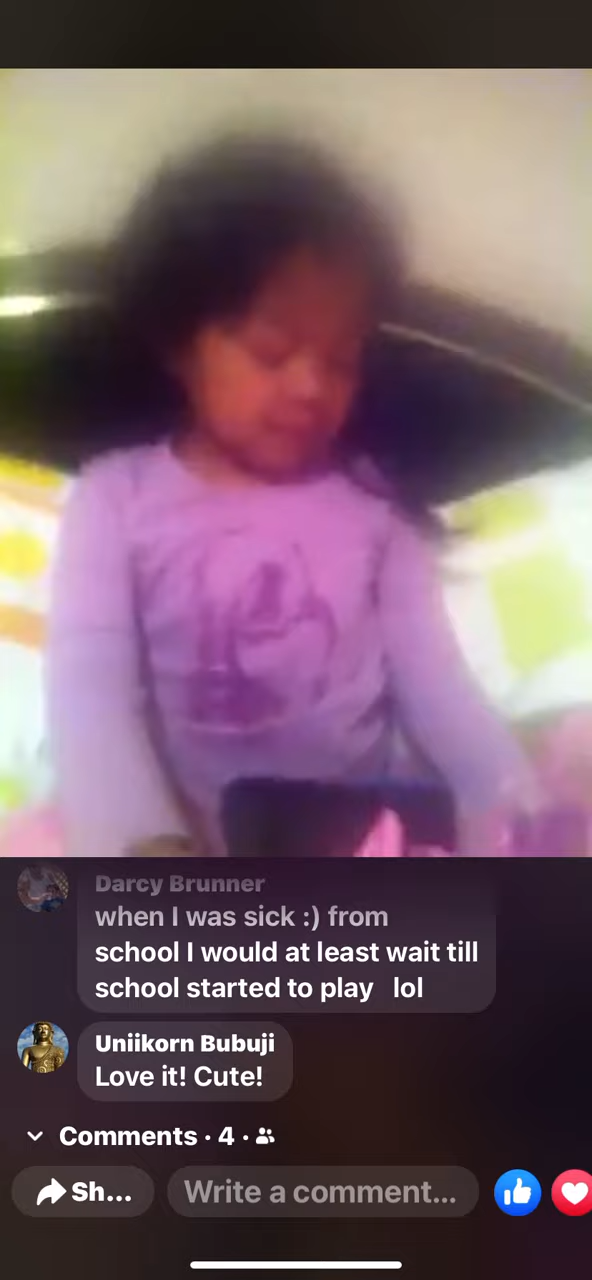 Darcy Brunner
when I was sick :) from
school I would at least wait till
school started to play lol
Uniikorn Bubuji
Love it! Cute!
Comments · 4 ·
Sh...
Write a comment...